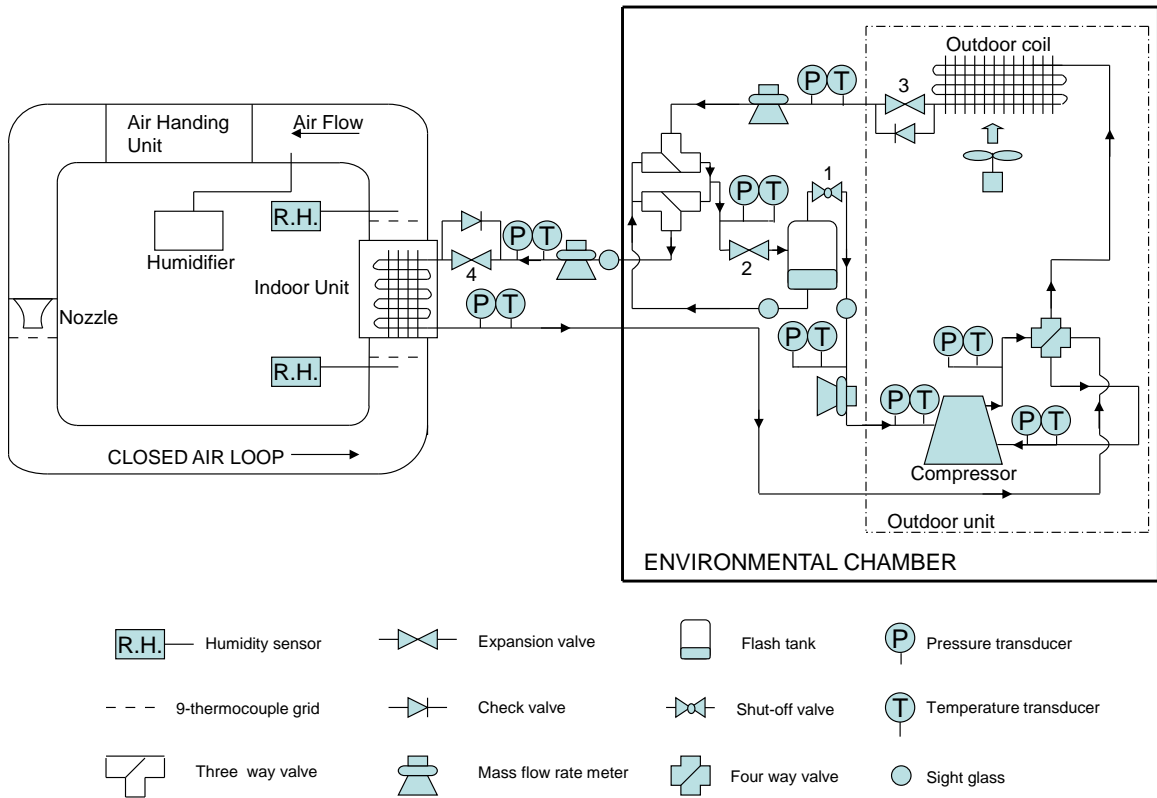 Outdoor coil
P T
3
Air Handing
Unit
Air Flow
1
P T
R.H.
Humidifier
P T
4
2
Indoor Unit
P T
Nozzle
P T
P T
R.H.
P T
P T
CLOSED AIR LOOP
Compressor
Outdoor unit
ENVIRONMENTAL CHAMBER
R.H. Humidity sensor
Expansion valve
Flash tank
P Pressure transducer
9-thermocouple grid
Check valve
Shut-off valve
T Temperature transducer
Three way valve
Mass flow rate meter
Four way valve
Sight glass